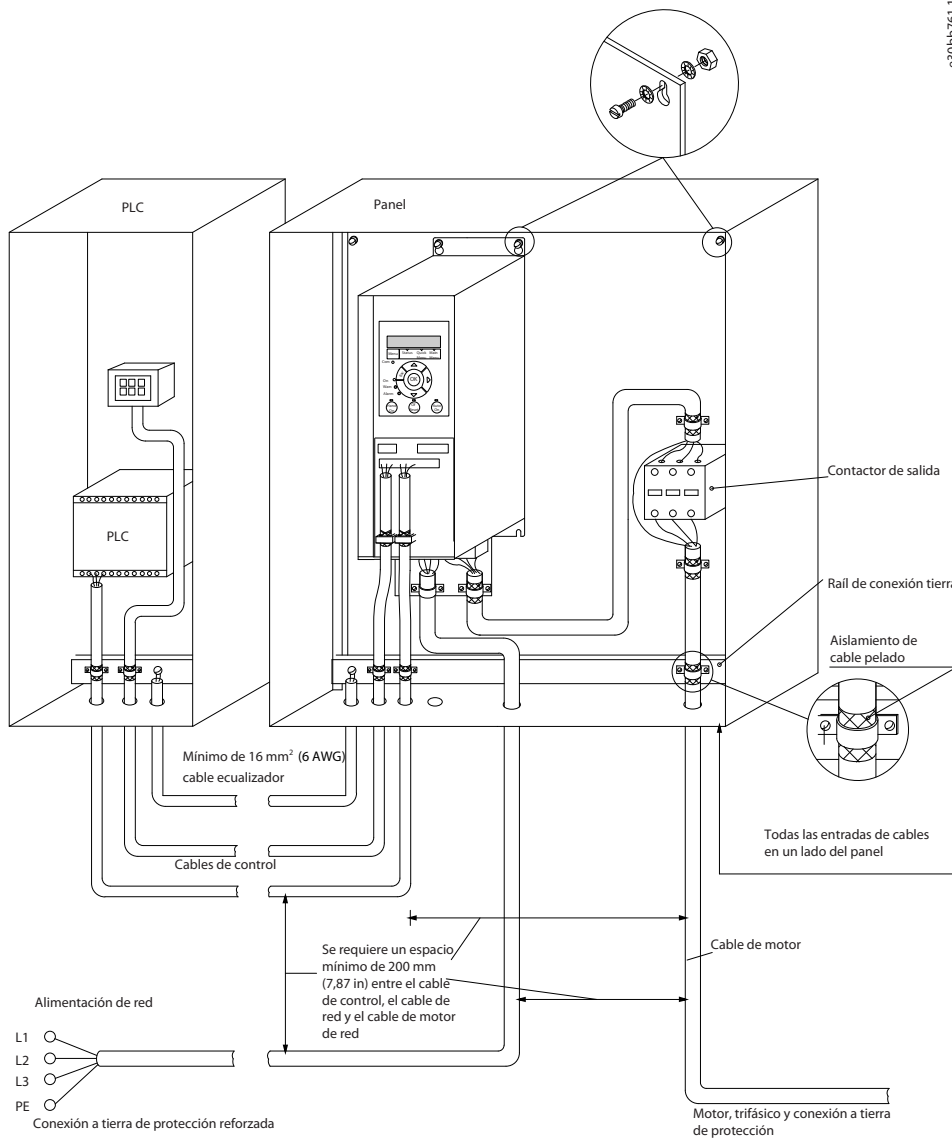 PLC
Panel
PLC
OK
Contactor de salida
Raíl de conexión tierra
Aislamiento de
cable pelado
Mínimo de 16 mm² (6 AWG)
cable ecualizador
Todas las entradas de cables
en un lado del panel
Cables de control
Se requiere un espacio
mínimo de 200 mm
(7,87 in) entre el cable
de control, el cable de
red y el cable de motor
de red
Cable de motor
Alimentación de red
L1
L2
L3
PE
Conexión a tierra de protección reforzada
Motor, trifásico y conexión a tierra
de protección